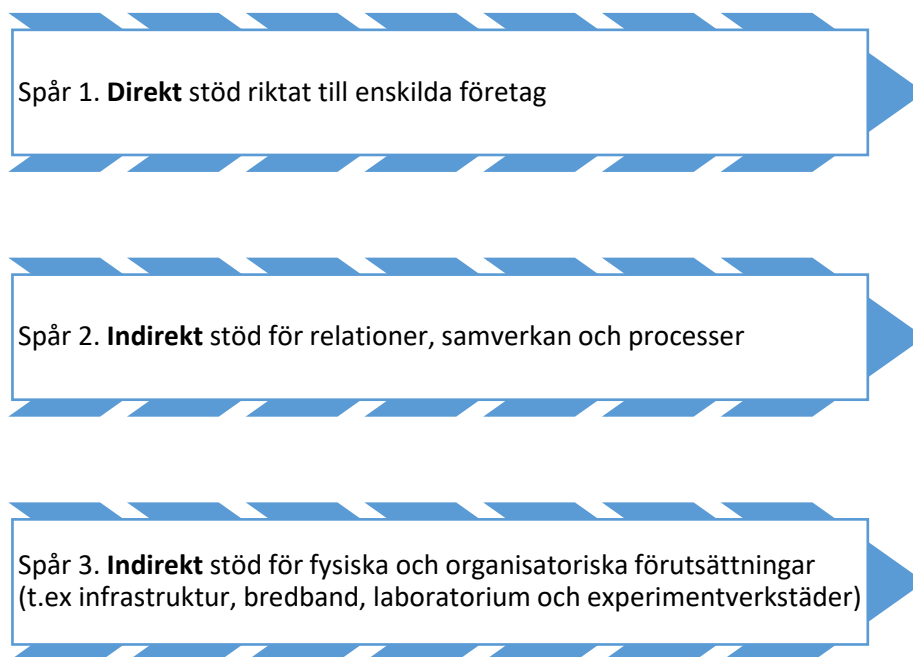 Spår 1. Direkt stöd riktat till enskilda företag
Spår 2. Indirekt stöd för relationer, samverkan och processer
Spår 3. Indirekt stöd för fysiska och organisatoriska förutsättningar
(t.ex infrastruktur, bredband, laboratorium och experimentverkstäder)